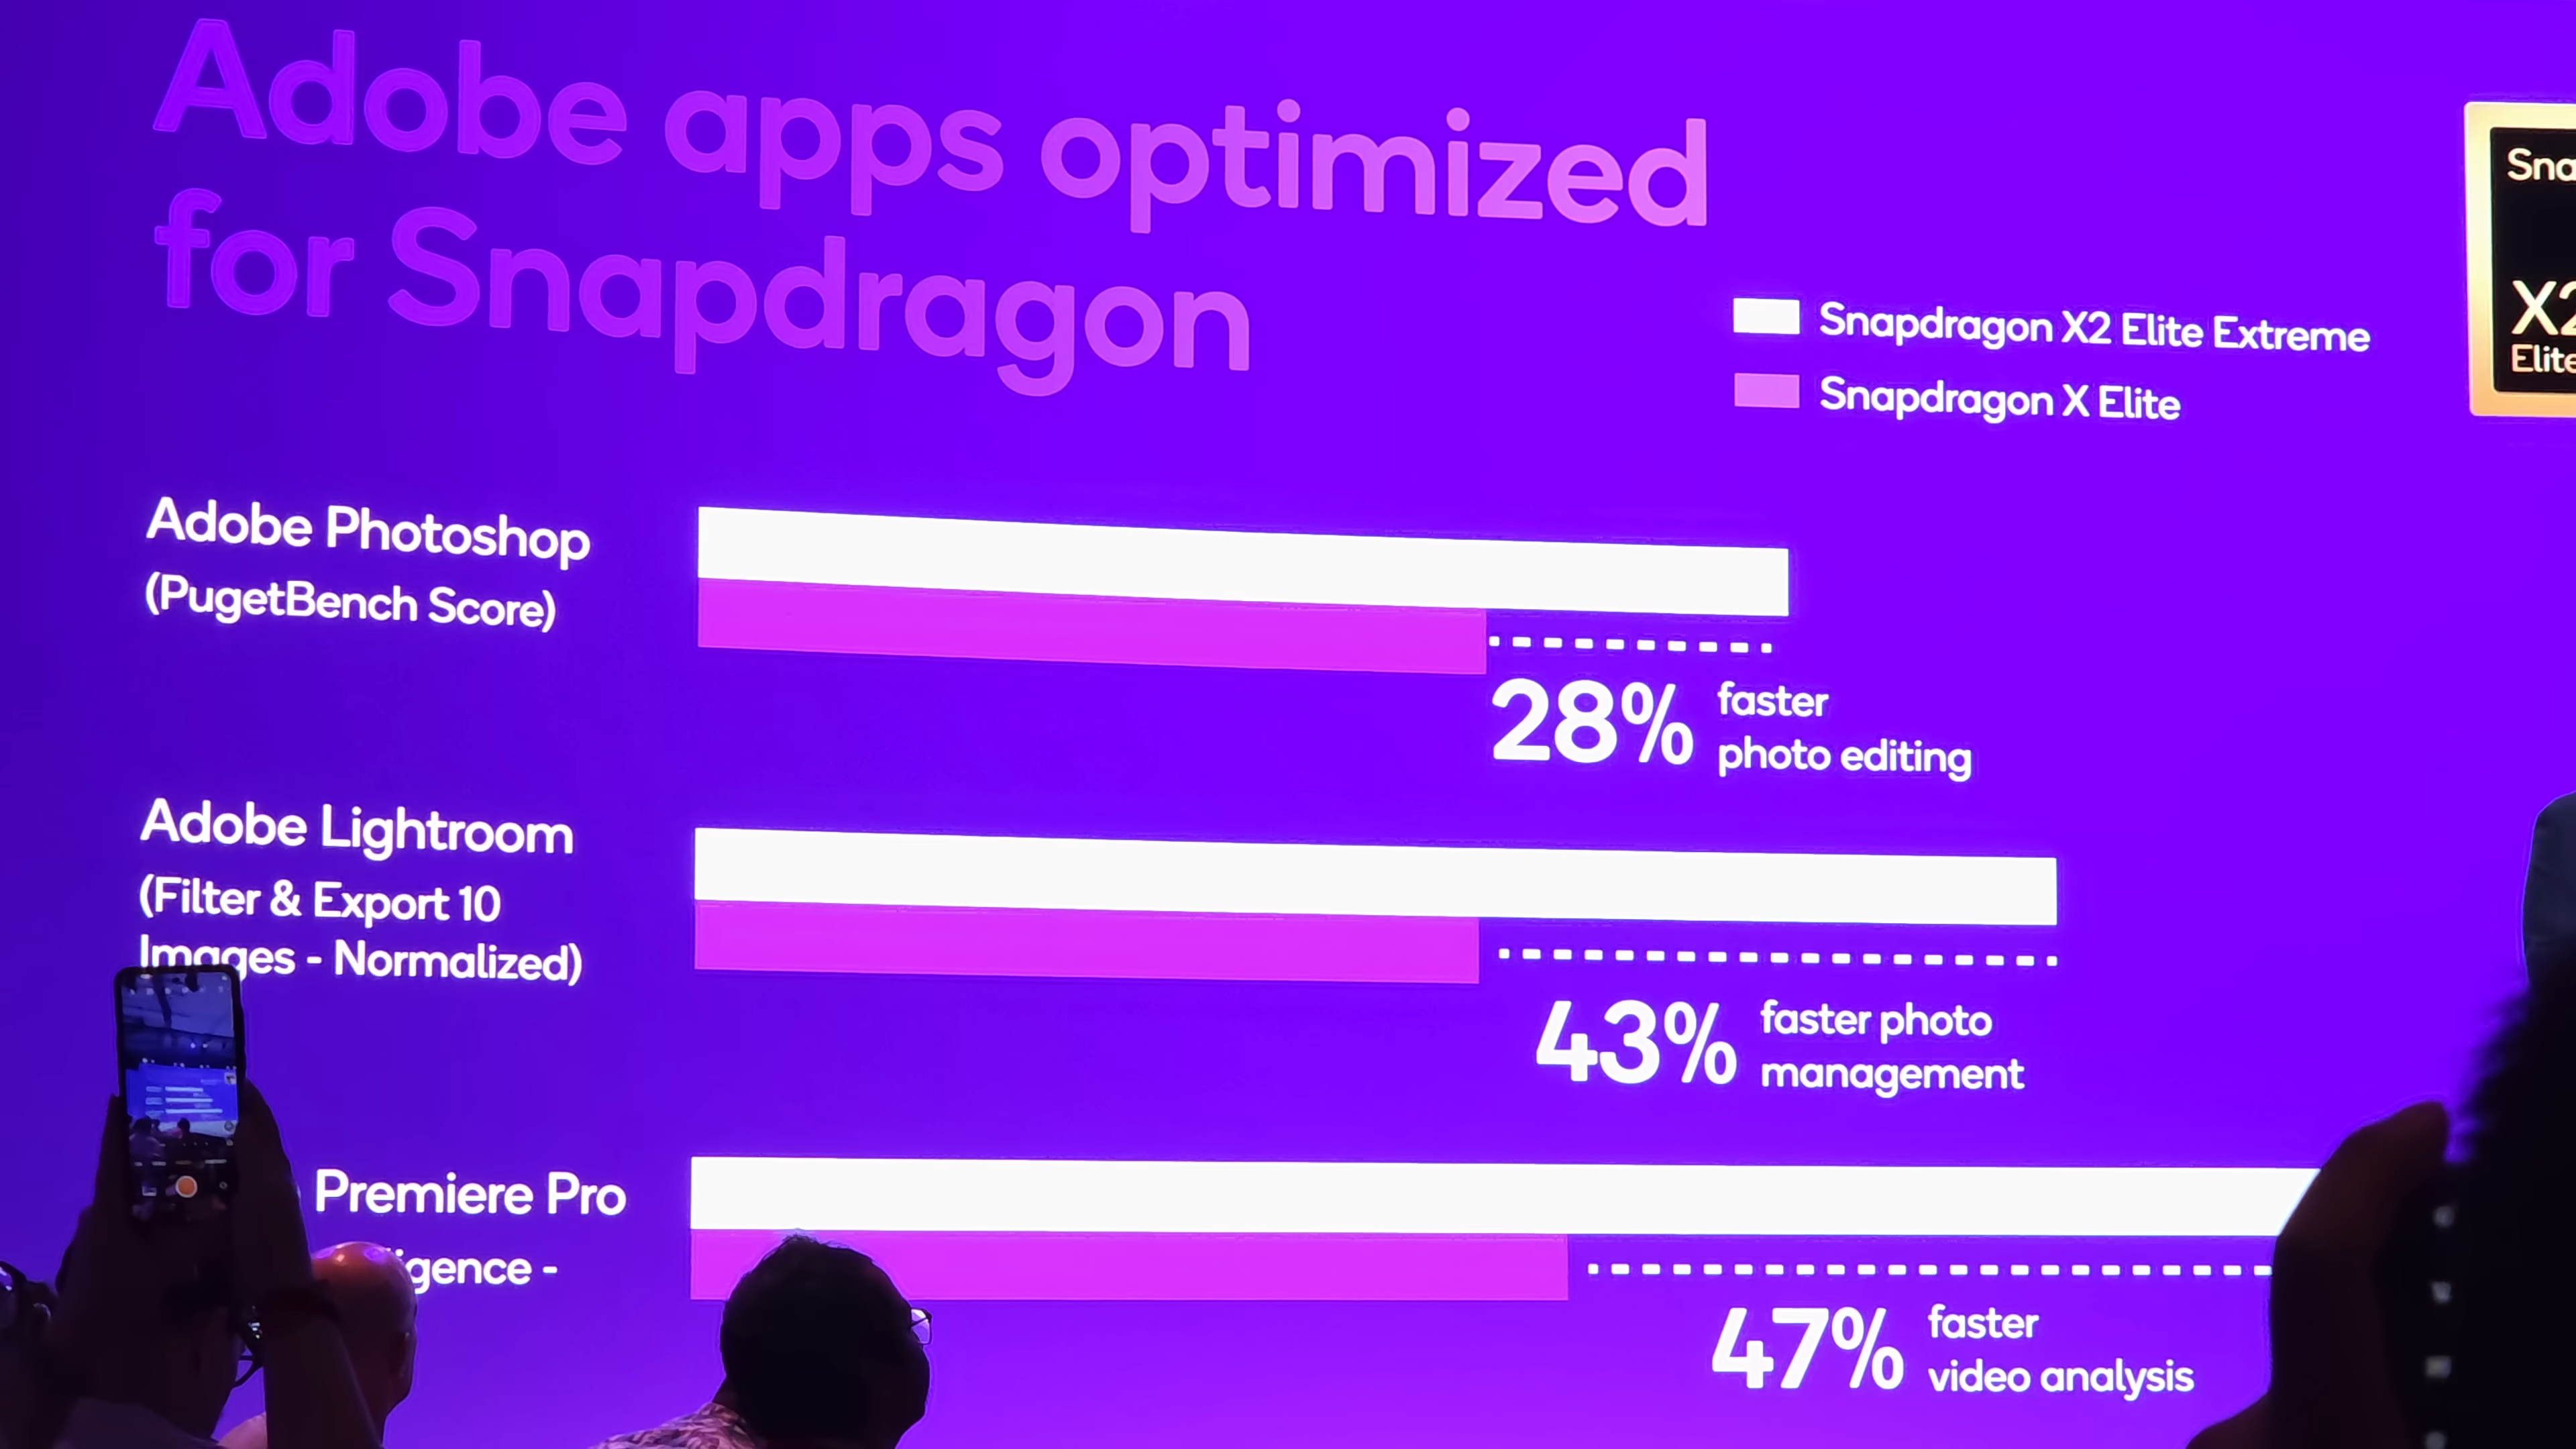 Adobe apps optimized
for Snapdragon
Snapdragon X2 Elite Extreme
Snapdragon X Elite
Elite
Adobe Photoshop
(PugetBench Score)
28% faster
photo editing
Adobe Lightroom
(Filter & Export 10
Images - Normalized)
43% faster photo
management
Premiere Pro
47% faster
video analysis